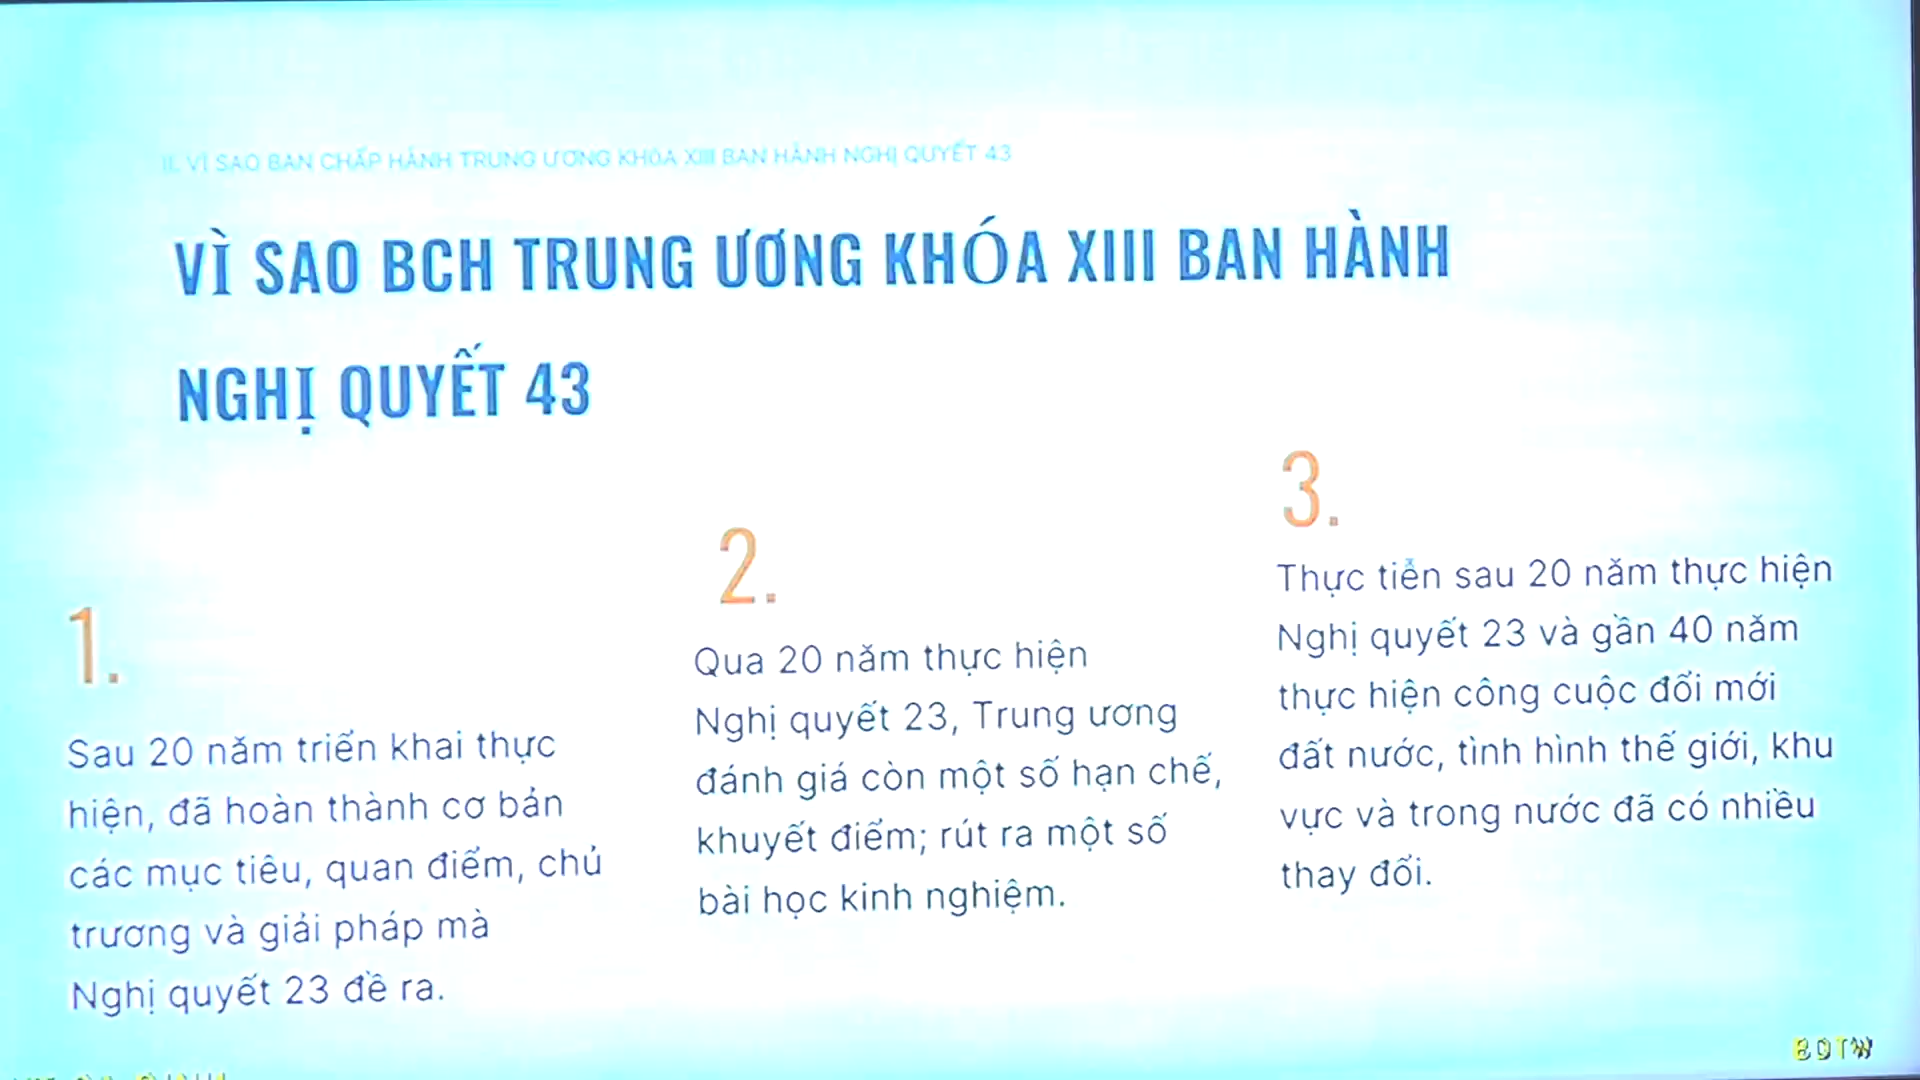 II. VÌ SAO BAN CHẤP HÀNH TRUNG ƯƠNG KHÓA XIII BAN HÀNH NGHỊ QUYẾT 43
VÌ SAO BCH TRUNG ƯƠNG KHÓA XIII BAN HÀNH
NGHỊ QUYẾT 43
1.
Sau 20 năm triển khai thực
hiện, đã hoàn thành cơ bản
các mục tiêu, quan điểm, chủ
trương và giải pháp mà
Nghị quyết 23 đề ra.
2.
Qua 20 năm thực hiện
Nghị quyết 23, Trung ương
đánh giá còn một số hạn chế,
khuyết điểm; rút ra một số
bài học kinh nghiệm.
3.
Thực tiễn sau 20 năm thực hiện
Nghị quyết 23 và gần 40 năm
thực hiện công cuộc đổi mới
đất nước, tình hình thế giới, khu
vực và trong nước đã có nhiều
thay đổi.